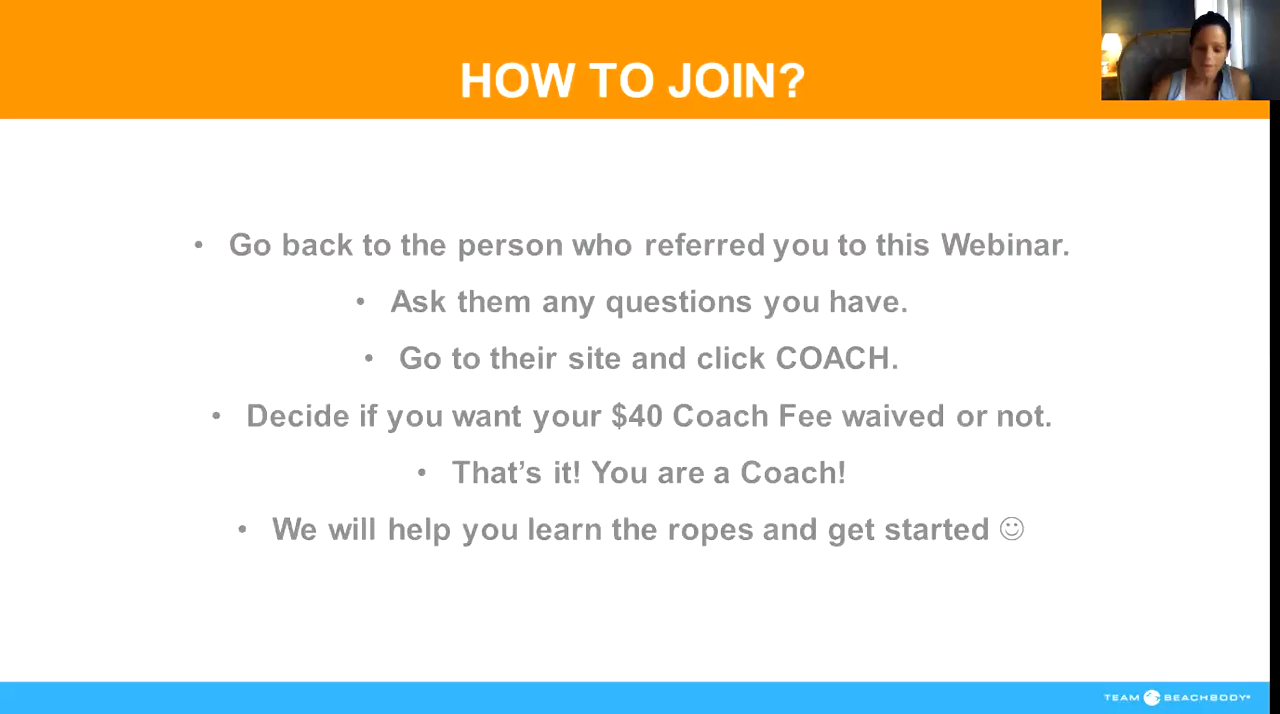 HOW TO JOIN?
• Go back to the person who referred you to this Webinar.
• Ask them any questions you have.
• Go to their site and click COACH.
• Decide if you want your $40 Coach Fee waived or not.
• That’s it! You are a Coach!
• We will help you learn the ropes and get started ☺
TEAM BEACHBODY®